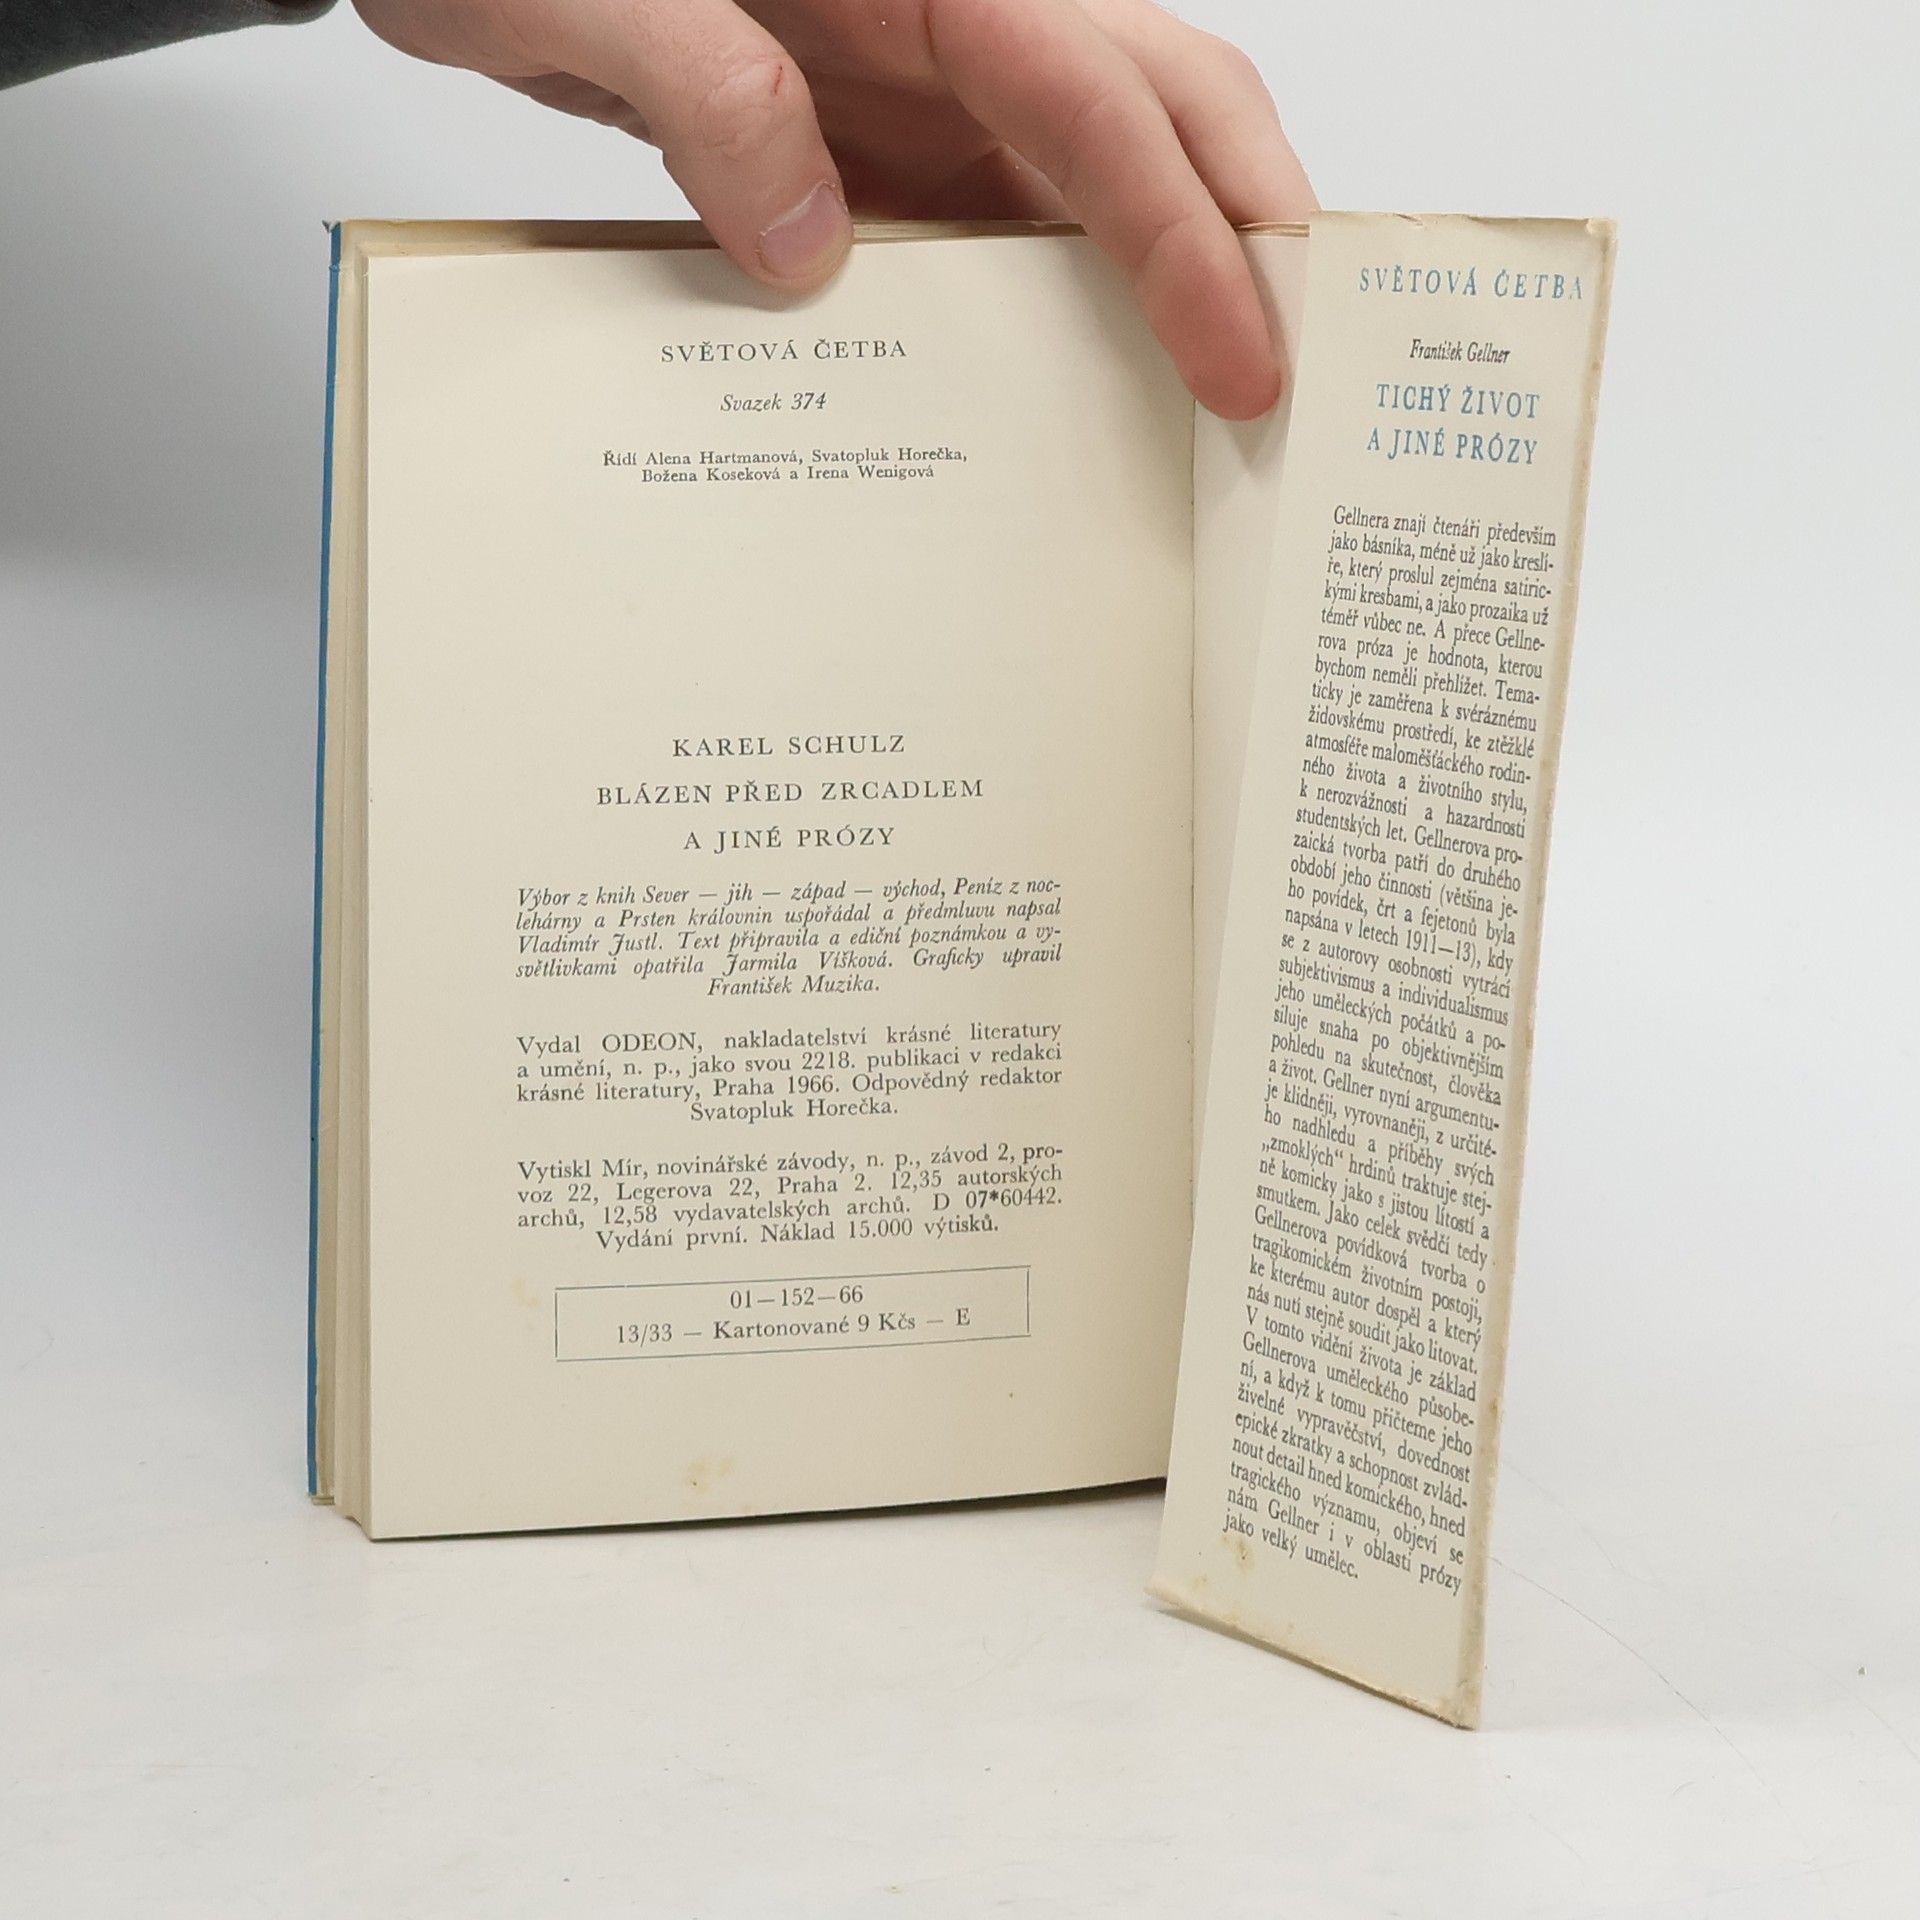 SVĚTOVÁ ČETBA
Svazek 374
Řídí Alena Hartmanová, Svatopluk Horečka,
Božena Koseková a Irena Wenigová
KAREL SCHULZ
BLÁZEN PŘED ZRCADLEM
A JINÉ PRÓZY
Výbor z knih Sever — jih — západ — východ, Peníz z noc-
lehárny a Prsten královnin uspořádal a předmluvu napsal
Vladimír Justl. Text připravila a ediční poznámkou a vy-
světlivkami opatřila Jarmila Víšková. Graficky upravil
František Muzika.
Vydal ODEON, nakladatelství krásné literatury
a umění, n. p., jako svou 2218. publikaci v redakci
krásné literatury, Praha 1966. Odpovědný redaktor
Svatopluk Horečka.
Vytiskl Mír, novinářské závody, n. p., závod 2, pro-
voz 22, Legerova 22, Praha 2. 12,35 autorských
archů, 12,58 vydavatelských archů. D 07*60442.
Vydání první. Náklad 15.000 výtisků.
01—152—66
13/33 — Kartonované 9 Kčs — E
SVĚTOVÁ ČETBA
František Gellner
TICHÝ ŽIVOT
A JINÉ PRÓZY
Gellnera znají čtenáři především
jako básníka, méně už jako kreslí-
ře, který proslul zejména satiric-
kými kresbami, a jako prozaika už
téměř vůbec ne. A přece Gellne-
rova próza je hodnota, kterou
bychom neměli přehlížet. Tema-
ticky je zaměřena k svéráznému
židovskému prostředí, ke ztěžklé
atmosféře maloměšťáckého rodin-
ného života a životního stylu,
k nerozvážnosti a hazardnosti
studentských let. Gellnerova pro-
zaická tvorba patří do druhého
období jeho činnosti (většina je-
ho povídek, črt a fejetonů byla
napsána v letech 1911—13), kdy
se z autorovy osobnosti vytrácí
subjektivismus a individualismus
jeho uměleckých počátků a po-
siluje snaha po objektivnějším
pohledu na skutečnost, člověka
a život. Gellner nyní argumentu-
je klidněji, vyrovnaněji, z určité-
ho nadhledu a příběhy svých
„zmoklých“ hrdinů traktuje stej-
ně komicky jako s jistou lítostí a
smutkem. Jako celek svědčí tedy
Gellnerova povídková tvorba o
tragikomickém životním postoji,
ke kterému autor dospěl a který
nás nutí stejně soudit jako litovat.
V tomto vidění života je základ
Gellnerova uměleckého působe-
ní, a když k tomu přičteme jeho
živelné vypravěčství, dovednost
epické zkratky a schopnost zvlád-
nout detail hned komického, hned
tragického významu, objeví se
nám Gellner i v oblasti prózy
jako velký umělec.